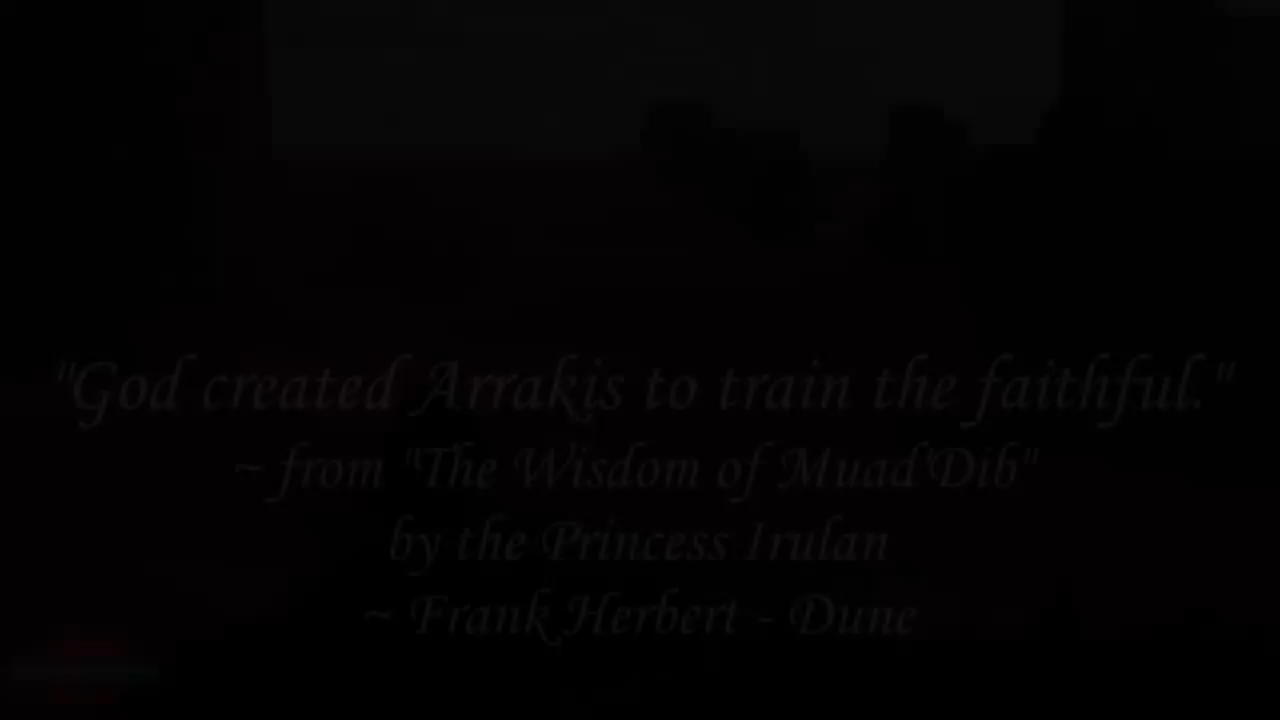 "God created Arrakis to train the faithful."
~ from "The Wisdom of Muad'Dib"
by the Princess Irulan
~ Frank Herbert - Dune